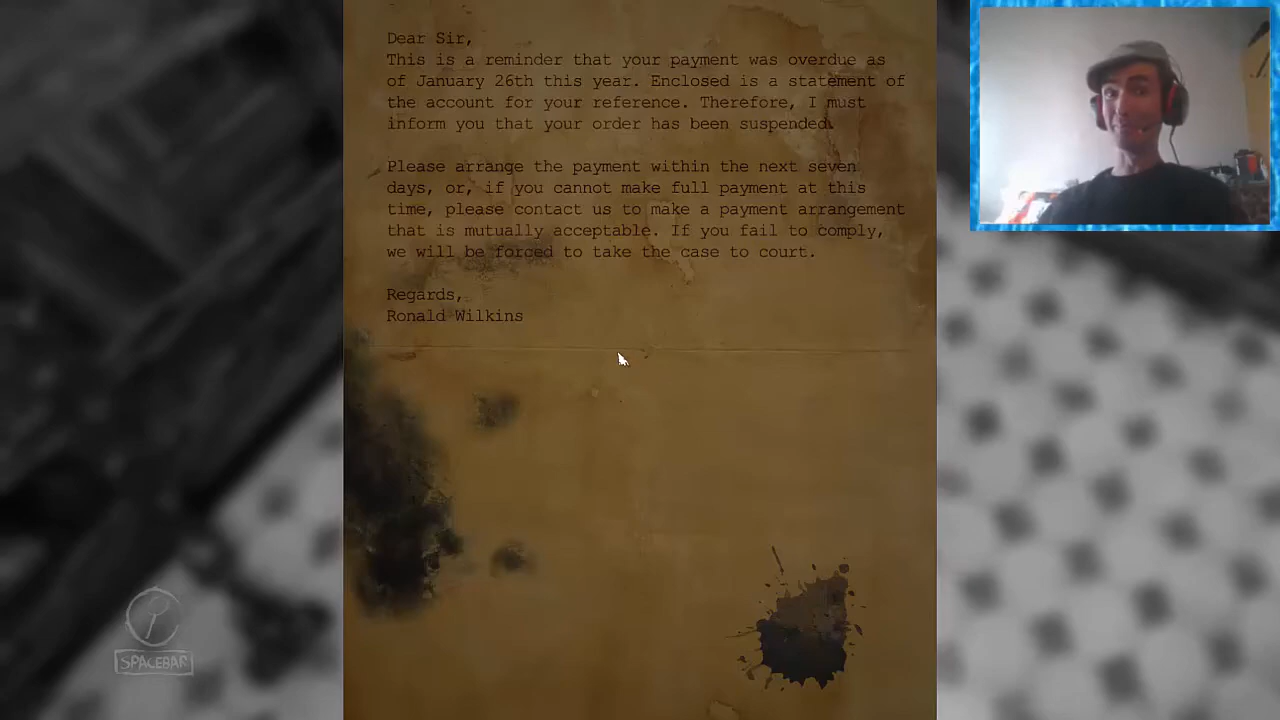 Dear Sir,
This is a reminder that your payment was overdue as
of January 26th this year. Enclosed is a statement of
the account for your reference. Therefore, I must
inform you that your order has been suspended.
Please arrange the payment within the next seven
days, or, if you cannot make full payment at this
time, please contact us to make a payment arrangement
that is mutually acceptable. If you fail to comply,
we will be forced to take the case to court.
Regards,
Ronald Wilkins
SPACEBAR